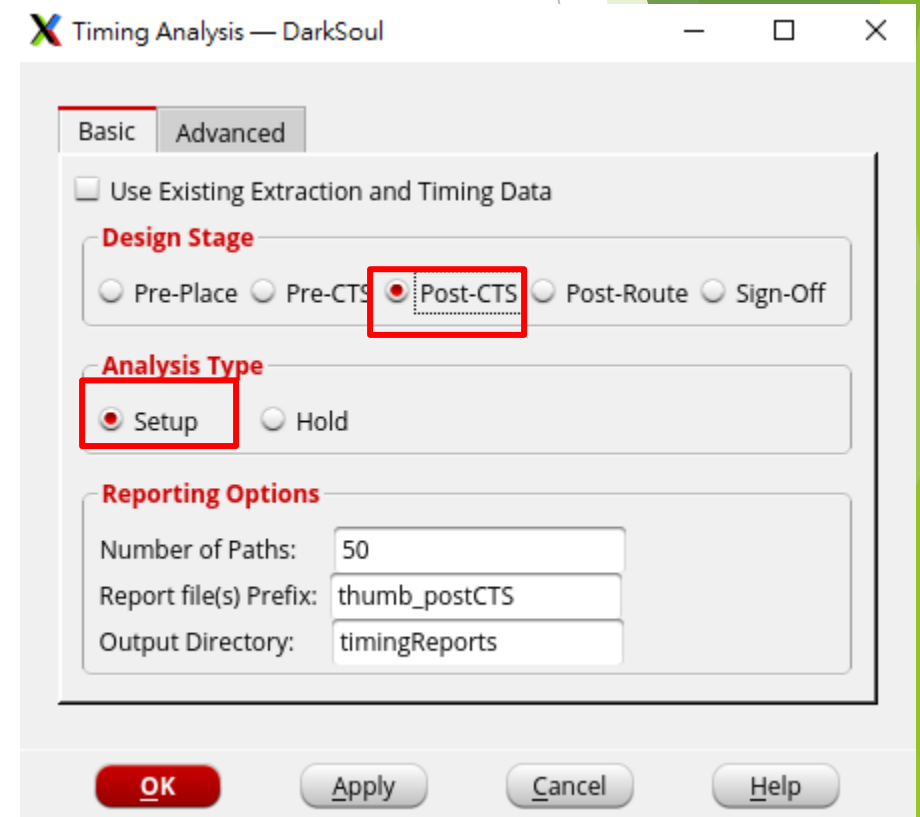 Timing Analysis — DarkSoul
Basic Advanced
Use Existing Extraction and Timing Data
Design Stage
Pre-Place Pre-CTS Post-CTS Post-Route Sign-Off
Analysis Type
Setup Hold
Reporting Options
Number of Paths: 50
Report file(s) Prefix: thumb_postCTS
Output Directory: timingReports
OK Apply Cancel Help